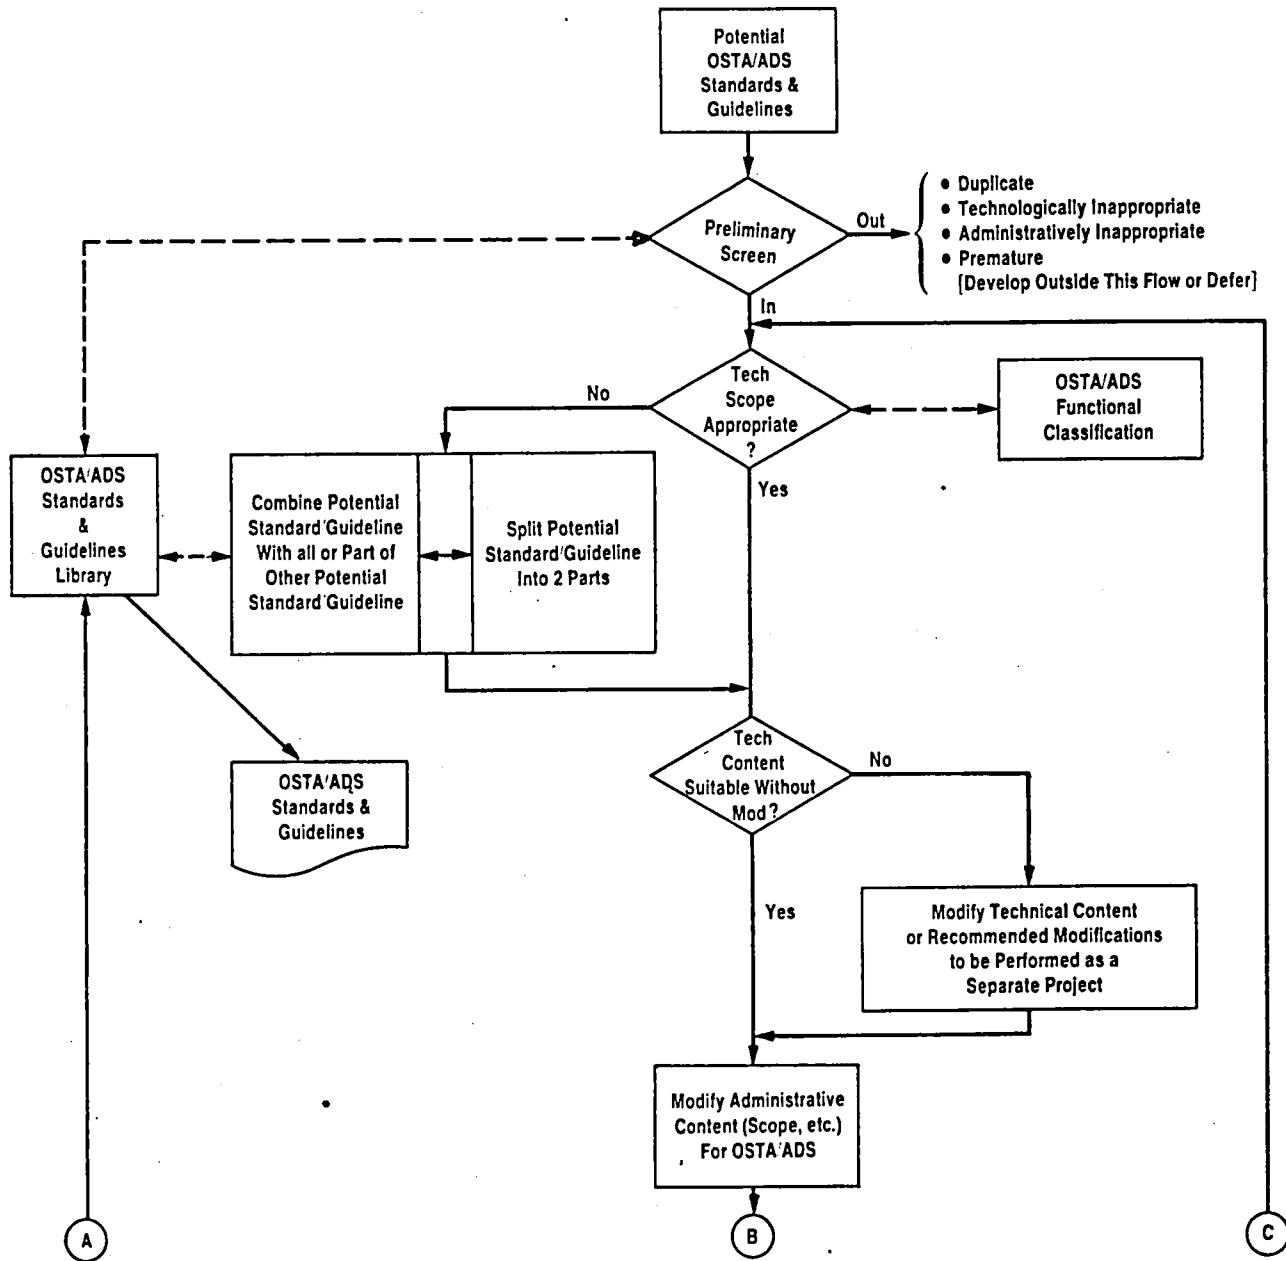 Potential
OSTA/ADS
Standards &
Guidelines
Preliminary
Screen
Out
• Duplicate
• Technologically Inappropriate
• Administratively Inappropriate
• Premature
[Develop Outside This Flow or Defer]
In
Tech
Scope
Appropriate
?
No
Yes
OSTA/ADS
Functional
Classification
OSTA/ADS
Standards
&
Guidelines
Library
Combine Potential
Standard/Guideline
With all or Part of
Other Potential
Standard/Guideline
Split Potential
Standard/Guideline
Into 2 Parts
OSTA/ADS
Standards &
Guidelines
Tech
Content
Suitable Without
Mod?
No
Yes
Modify Technical Content
or Recommended Modifications
to be Performed as a
Separate Project
Modify Administrative
Content (Scope, etc.)
For OSTA/ADS
A
B
C